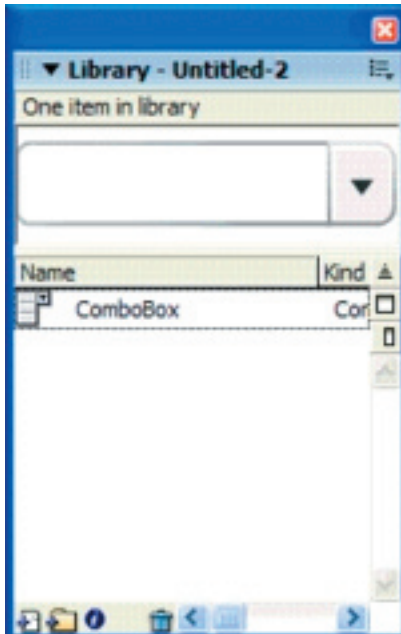 Library - Untitled-2
One item in library
Name Kind
ComboBox Cor